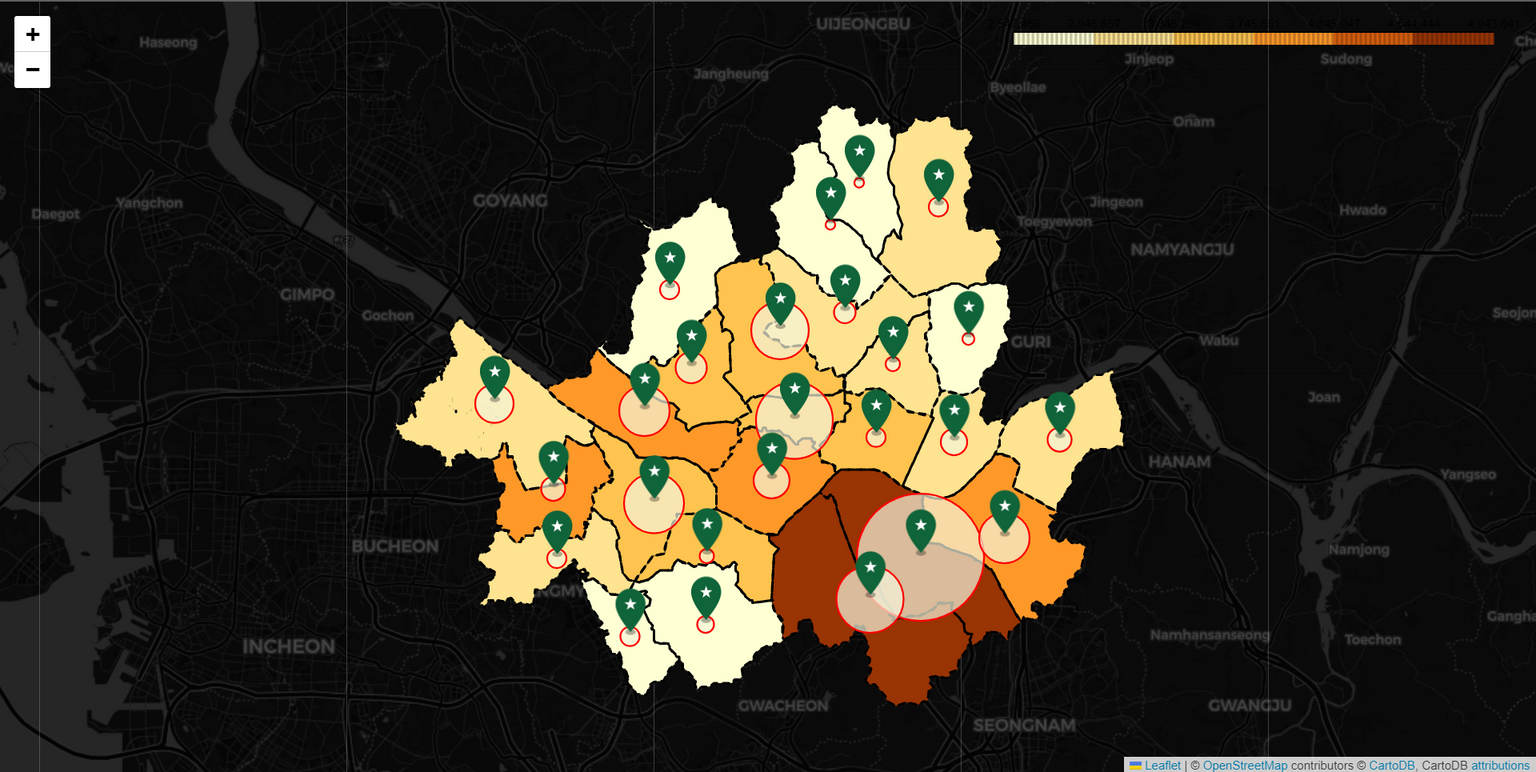 +
−
UIJEONGBU
Haseong
Jinjeop
Sudong
Jangheung
Byeollae
Onam
GOYANG
Yangchon
Daegot
Jingeon
Hwado
Toegyewon
NAMYANGJU
GIMPO
Gochon
GURI
Wabu
Joan
HANAM
Yangseo
BUCHEON
Namjong
INCHEON
Namhansanseong
Toechon
GWACHEON
GWANGJU
SEONGNAM
Leaflet | © OpenStreetMap contributors © CartoDB, CartoDB attributions